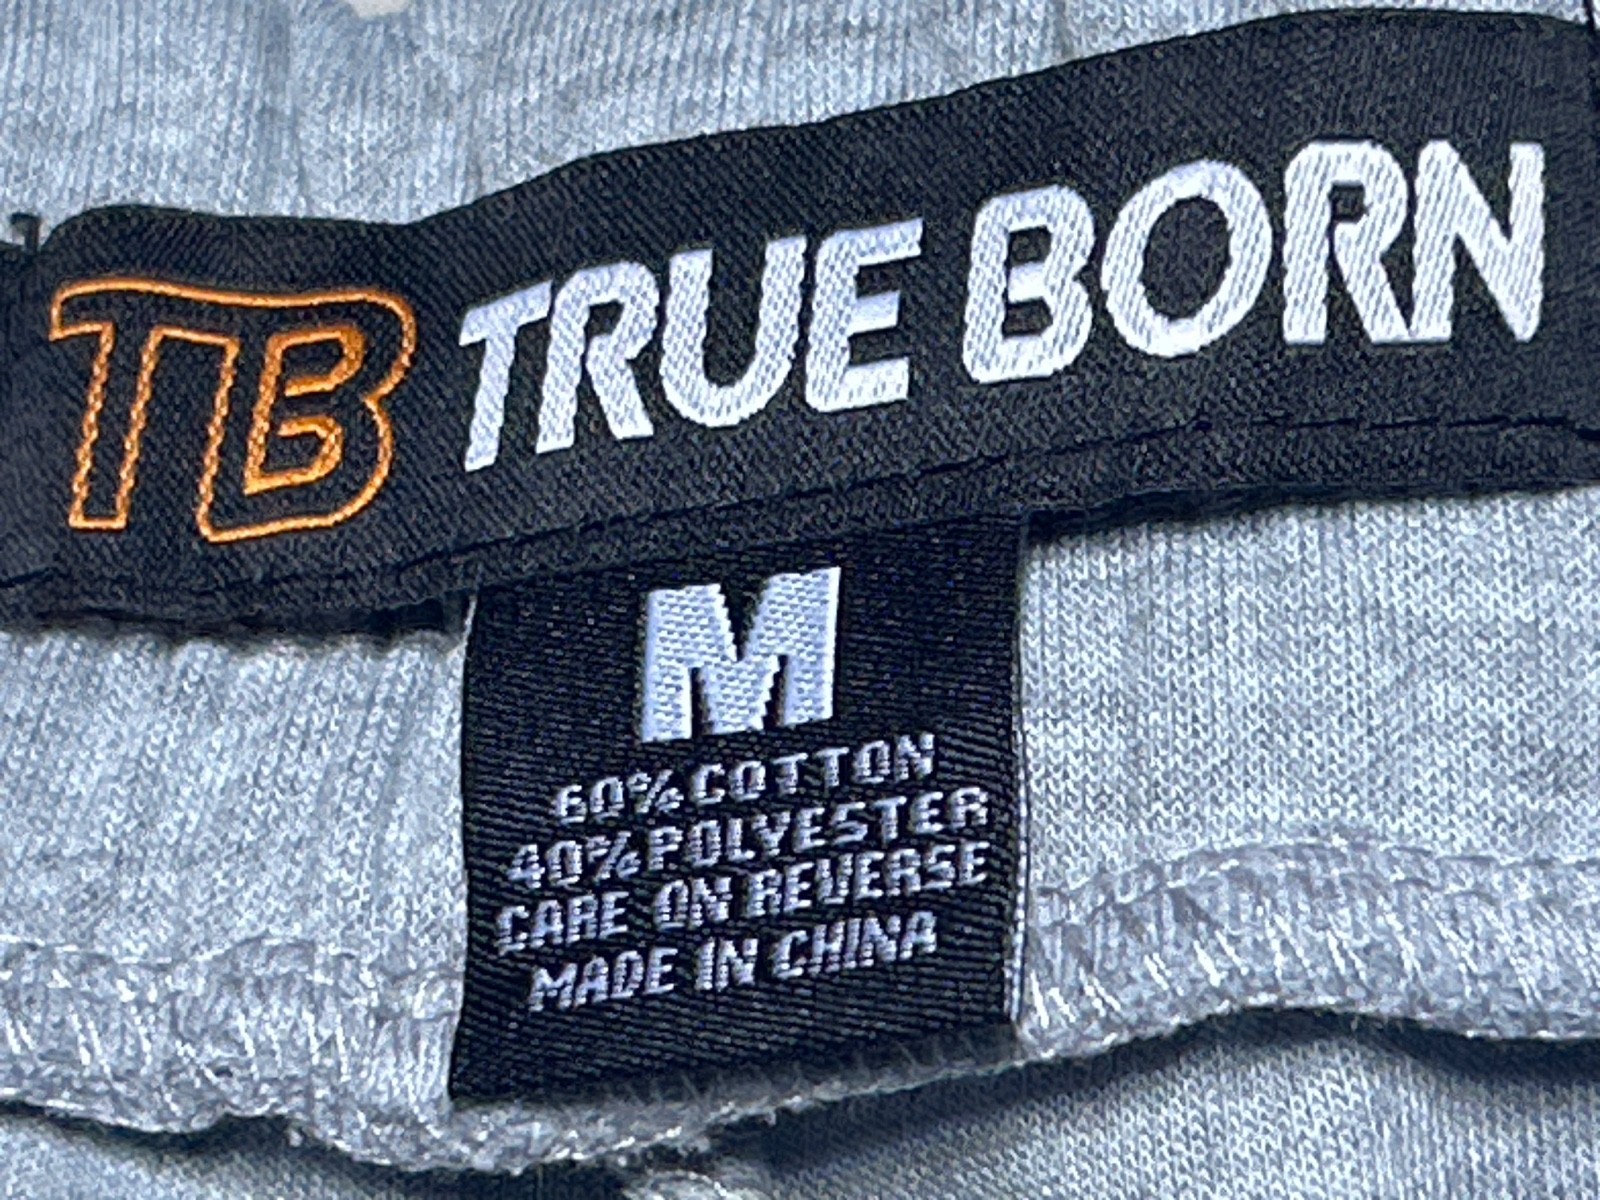 TB TRUE BORN
M
60% COTTON
40% POLYESTER
CARE ON REVERSE
MADE IN CHINA